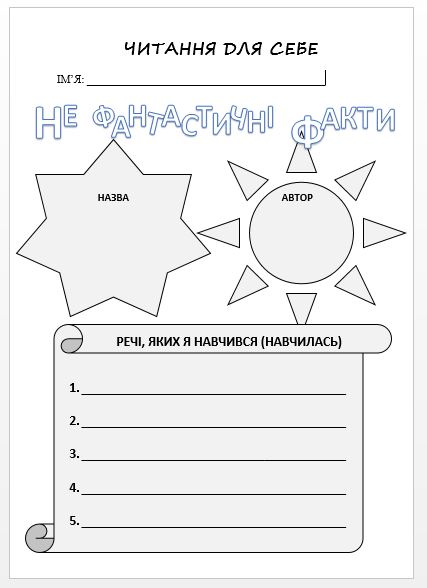 ЧИТАННЯ ДЛЯ СЕБЕ
ІМ'Я:
НЕ ФАНТАСТИЧНІ ФАКТИ
НАЗВА
АВТОР
РЕЧІ, ЯКИХ Я НАВЧИВСЯ (НАВЧИЛАСЬ)
1.
2.
3.
4.
5.